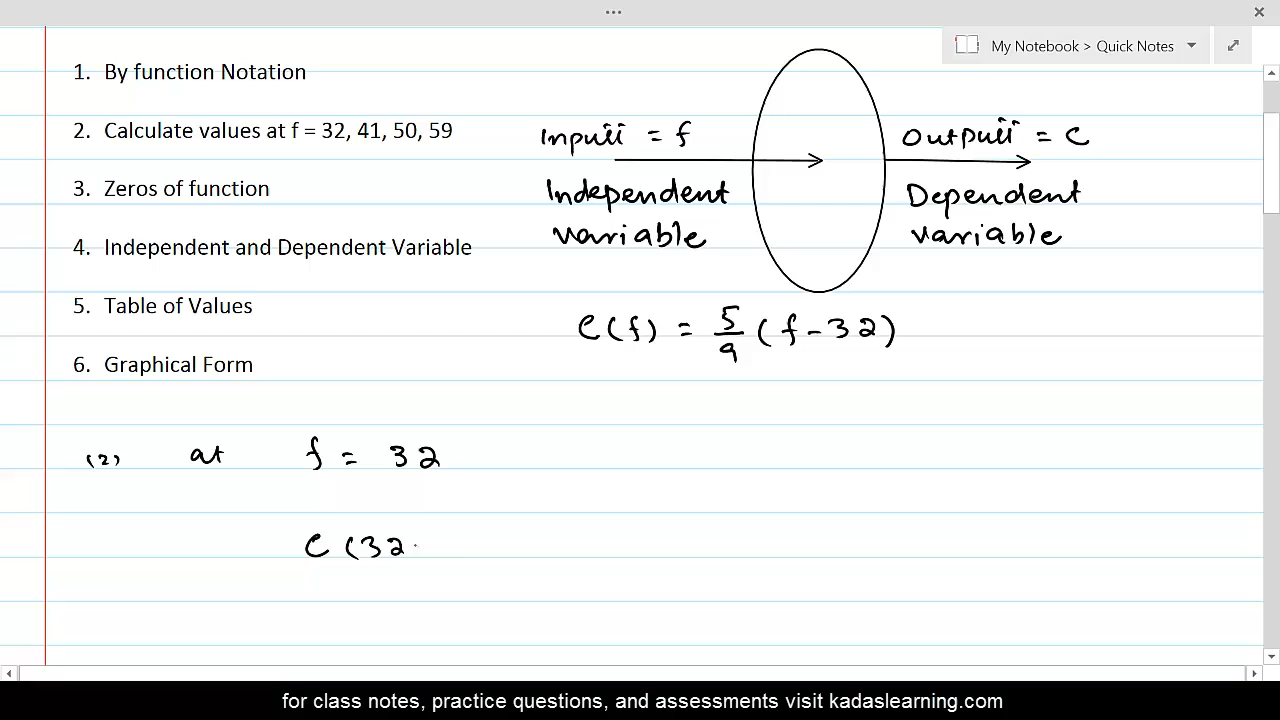 My Notebook > Quick Notes
1. By function Notation
2. Calculate values at f = 32, 41, 50, 59
3. Zeros of function
4. Independent and Dependent Variable
5. Table of Values
6. Graphical Form
Input = f
Independent
variable
Output = C
Dependent
variable
C(f) = 5/9 (f-32)
(2) at f = 32
C (32
for class notes, practice questions, and assessments visit kadaslearning.com